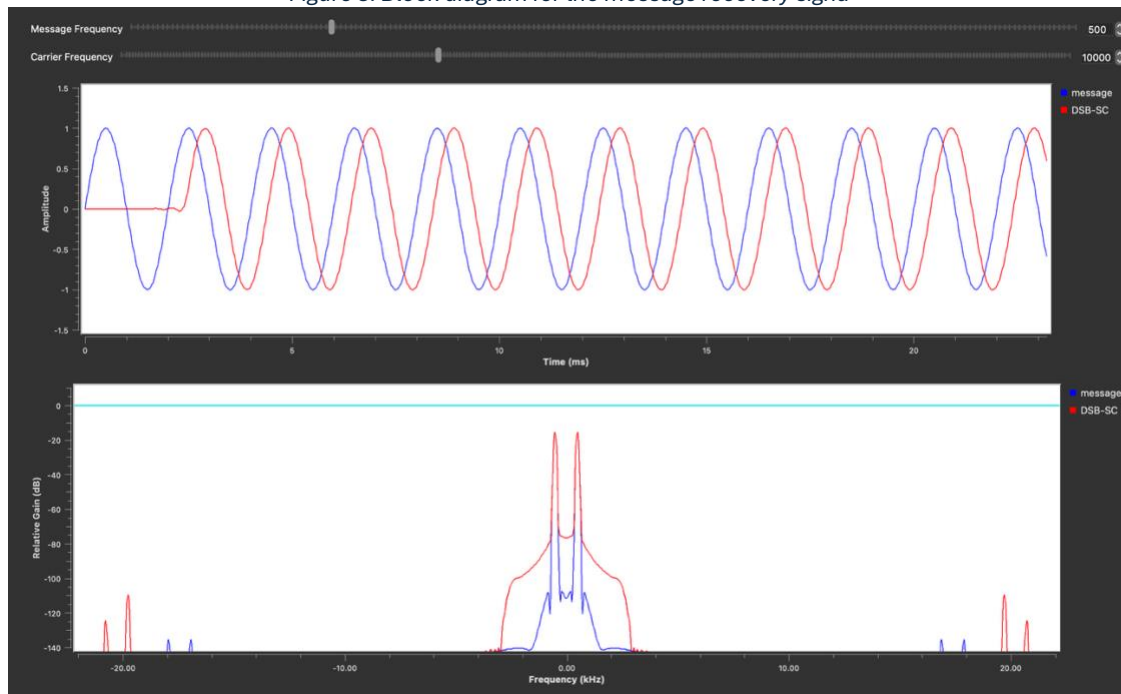 Figure 3: Block diagram for the message recovery signa
Message Frequency 500
Carrier Frequency 10000
1.5
1
0.5
0
-0.5
-1
-1.5
Amplitude
message
DSB-SC
0 5 10 15 20
Time (ms)
0
-20
-40
-60
-80
-100
-120
-140
Relative Gain (dB)
message
DSB-SC
-20.00 -10.00 0.00 10.00 20.00
Frequency (kHz)